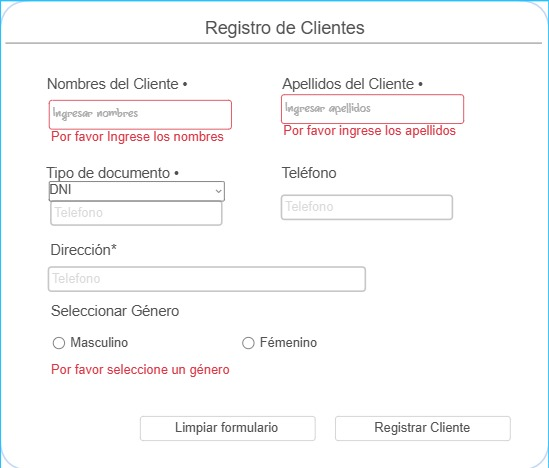 Registro de Clientes
Nombres del Cliente • Apellidos del Cliente •
Ingresar nombres Ingresar apellidos
Por favor Ingrese los nombres Por favor ingrese los apellidos
Tipo de documento • Teléfono
DNI
Telefono Telefono
Dirección*
Telefono
Seleccionar Género
Masculino Fémenino
Por favor seleccione un género
Limpiar formulario Registrar Cliente